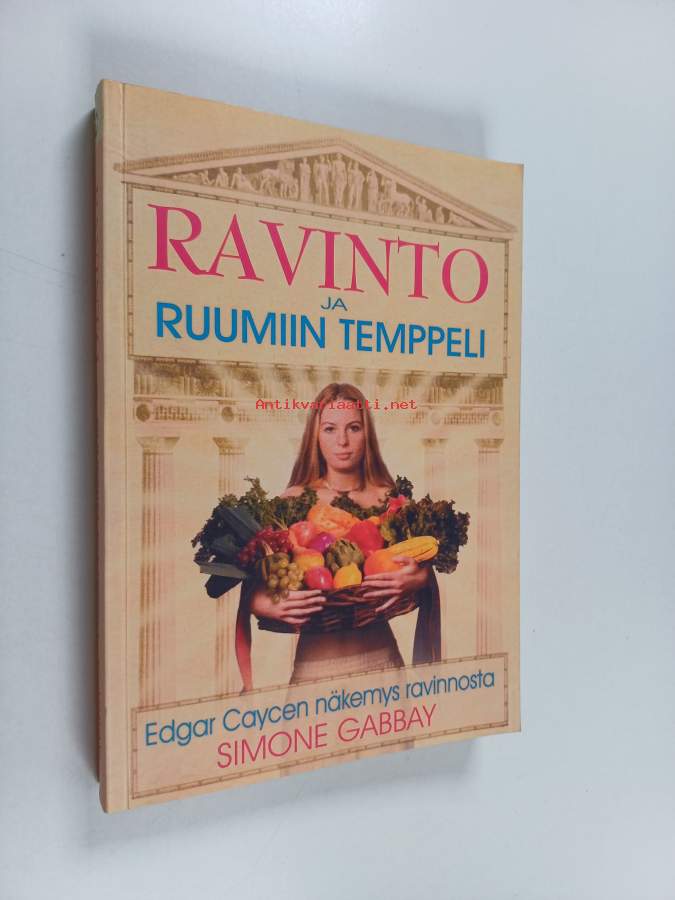 RAVINTO
JA
RUUMIIN TEMPPELI
Antikvariaatti.net
Edgar Caycen näkemys ravinnosta
SIMONE GABBAY